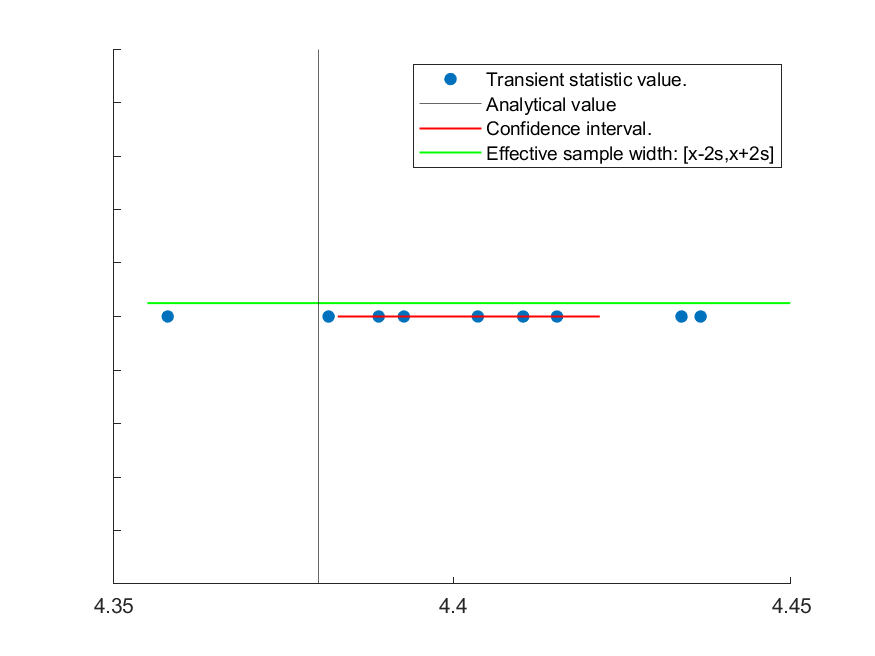 Transient statistic value.
Analytical value
Confidence interval.
Effective sample width: [x-2s,x+2s]
4.35 4.4 4.45